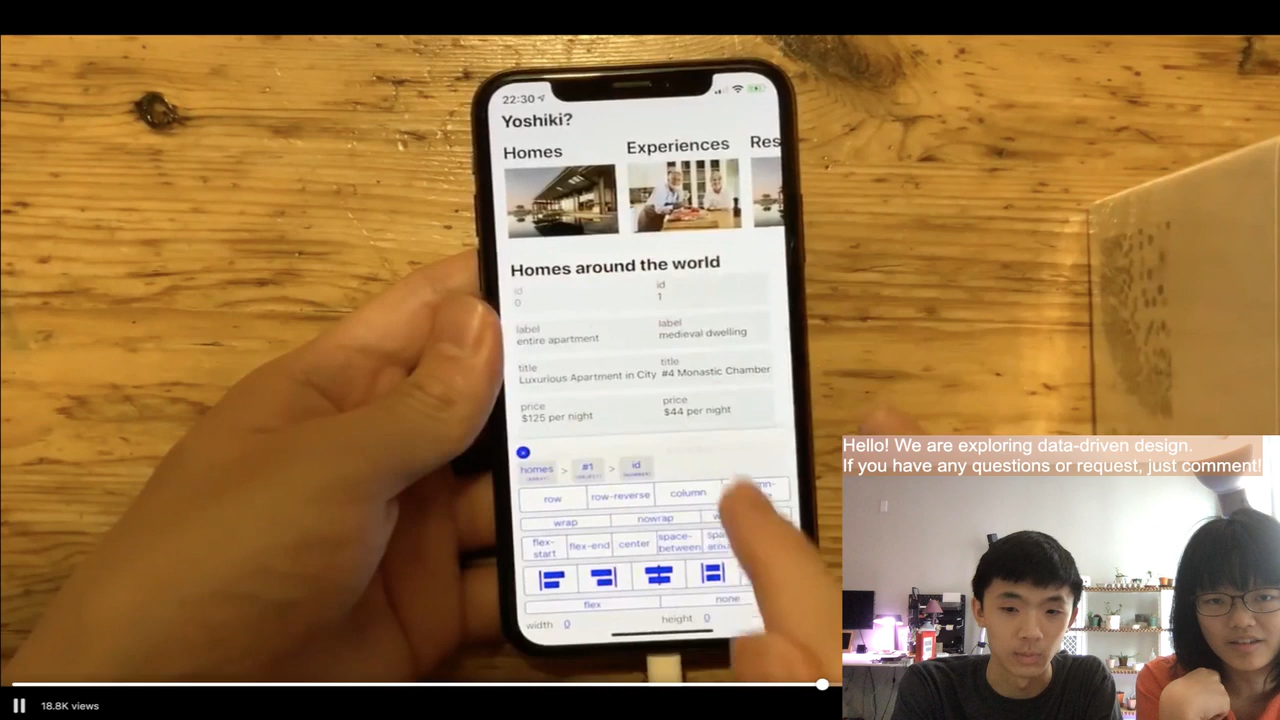 22:30
Yoshiki?
Homes Experiences Res
Homes around the world
id id
0 1
label label
entire apartment medieval dwelling
title title
Luxurious Apartment in City #4 Monastic Chamber
price price
$125 per night $44 per night
homes > #1 > id
row row-reverse column
wrap nowrap w
flex-start flex-end center space-between
flex none
width 0 height 0
Hello! We are exploring data-driven design.
If you have any questions or request, just comment!
18.8K views